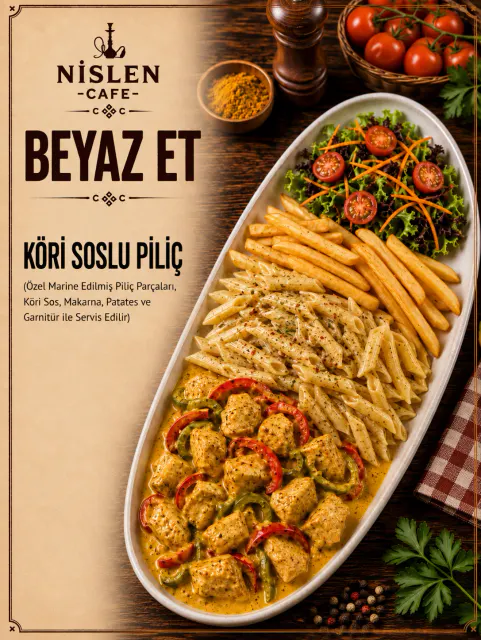 NİSLEN
-CAFE-
BEYAZ ET
KÖRİ SOSLU PİLİÇ
(Özel Marine Edilmiş Piliç Parçaları,
Köri Sos, Makarna, Patates ve
Garnitür ile Servis Edilir)